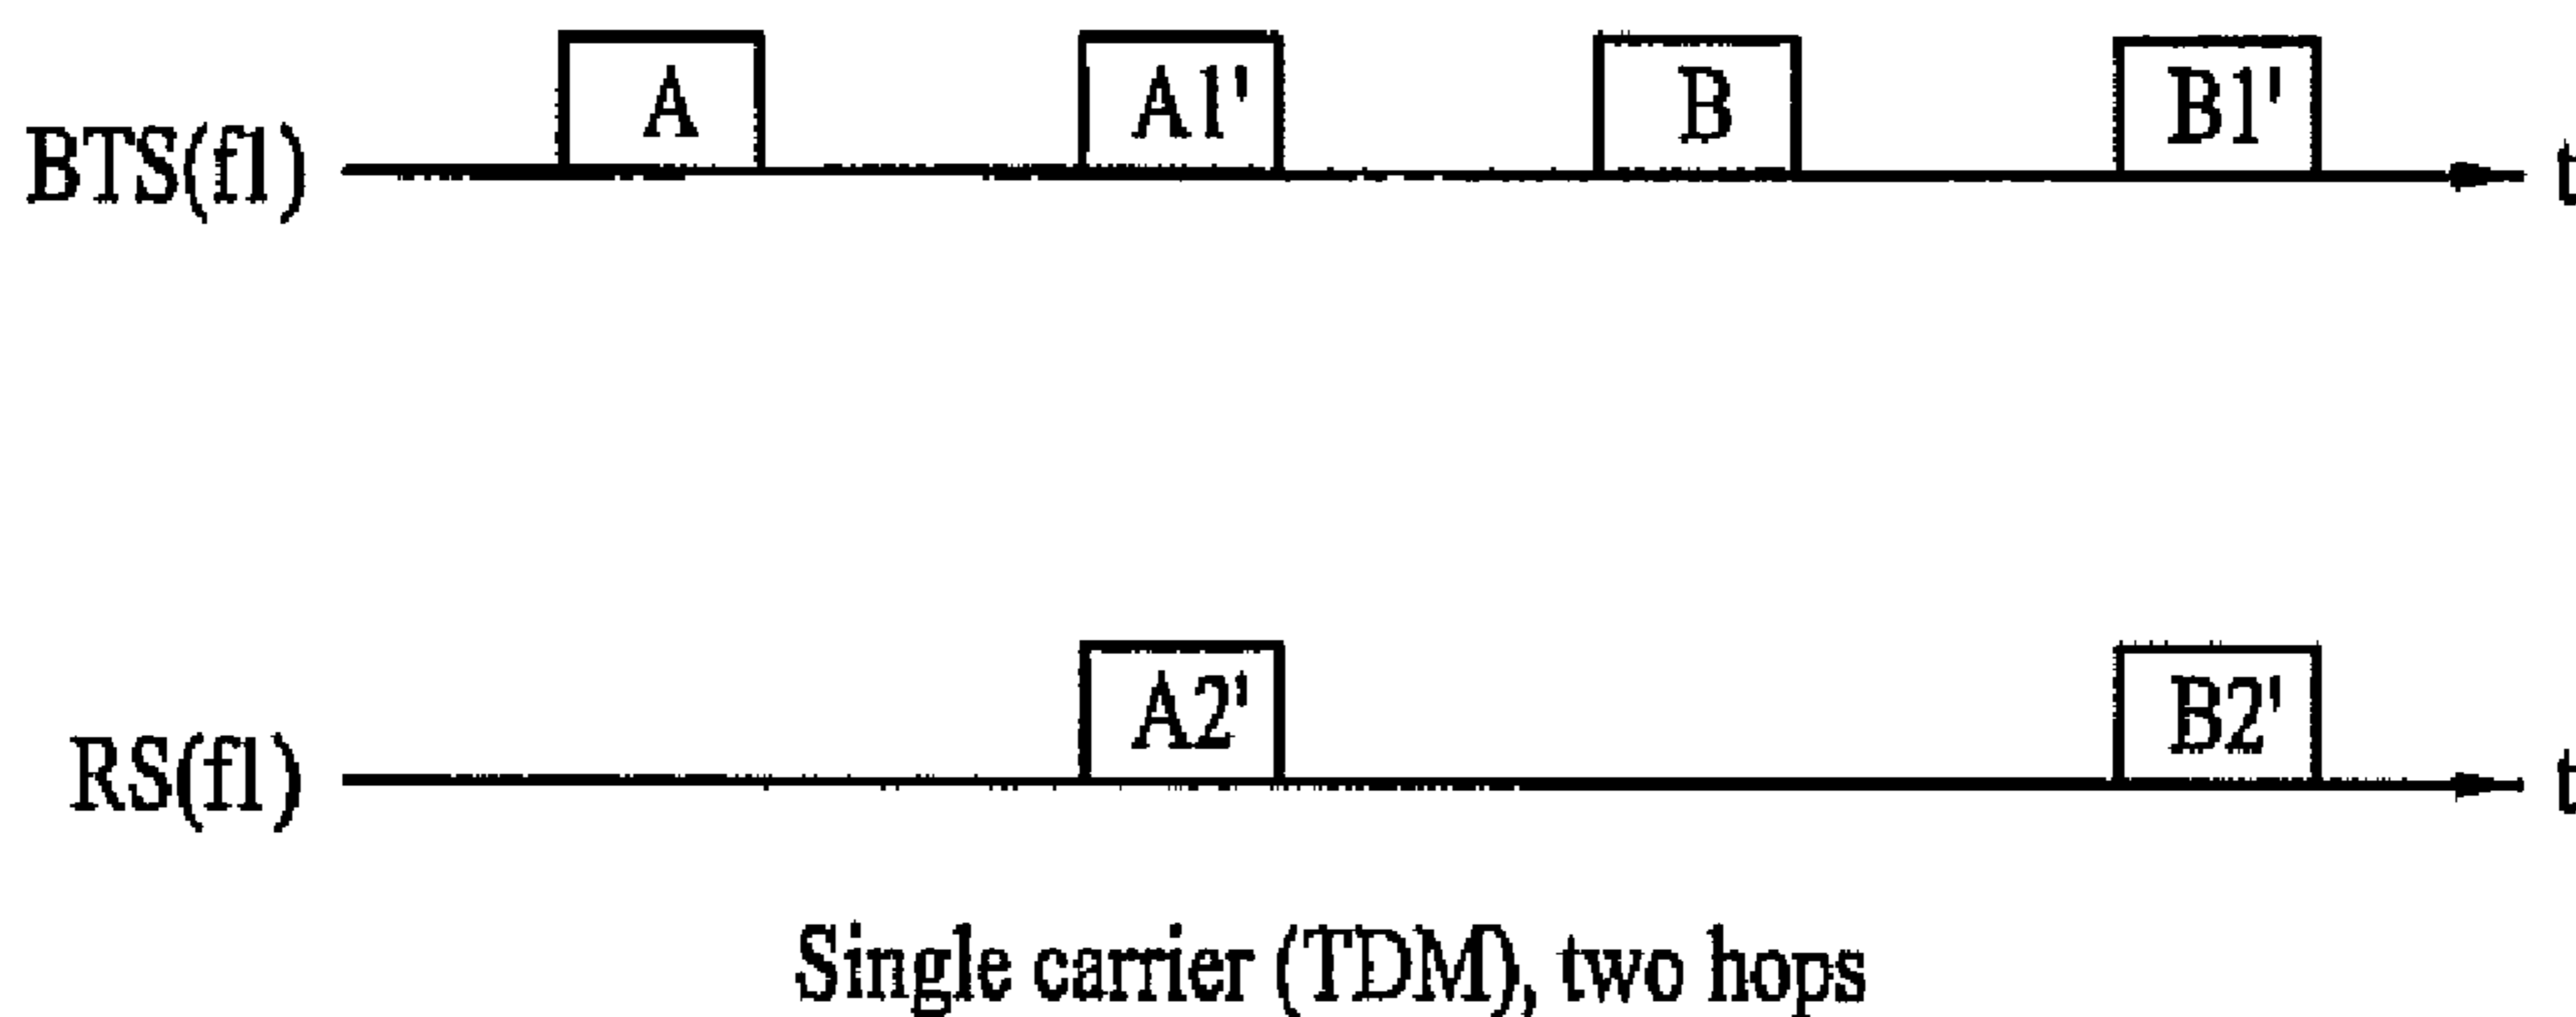 A A1' B B1'
BTS(f1) t
A2' B2'
RS(f1) t
Single carrier (TDM), two hops